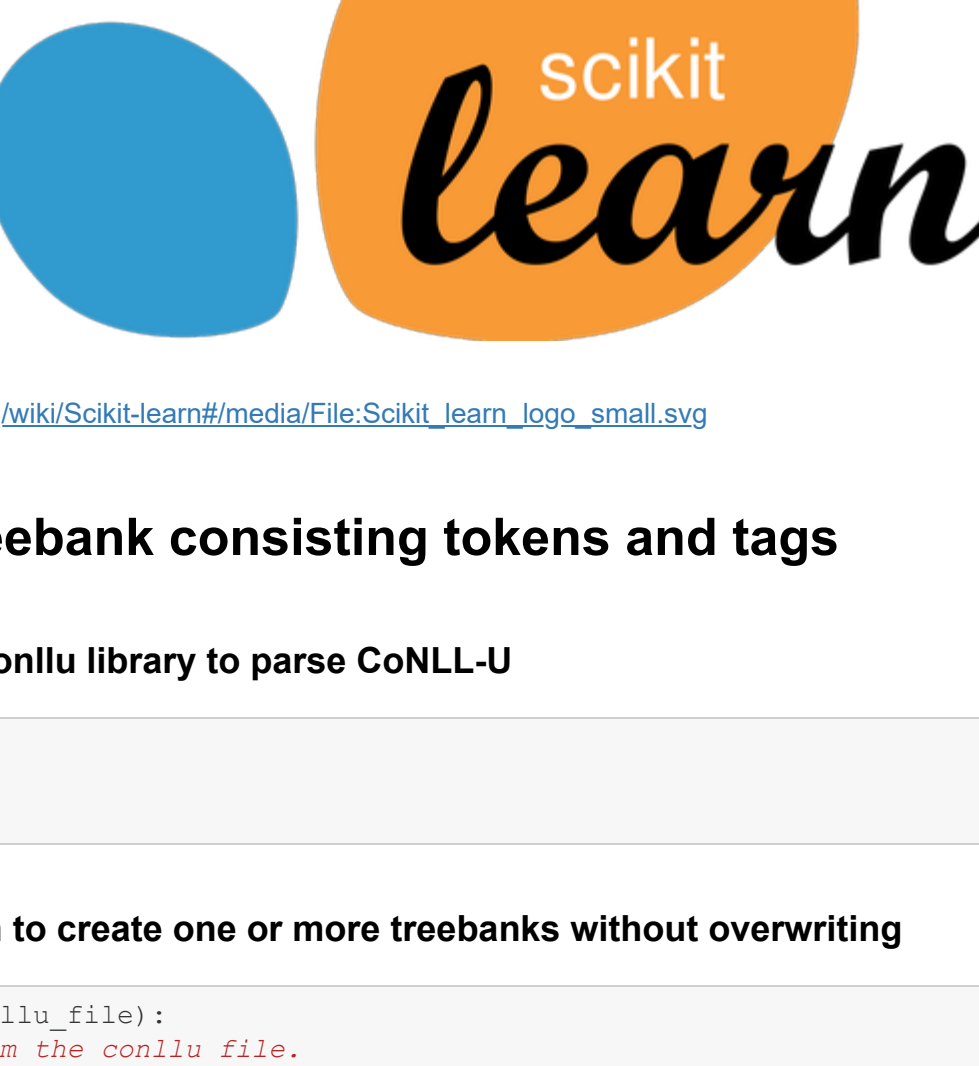 scikit
learn
/wiki/Scikit-learn#/media/File:Scikit_learn_logo_small.svg
eebank consisting tokens and tags
onllu library to parse CoNLL-U
to create one or more treebanks without overwriting
llu_file):
m the conllu file.